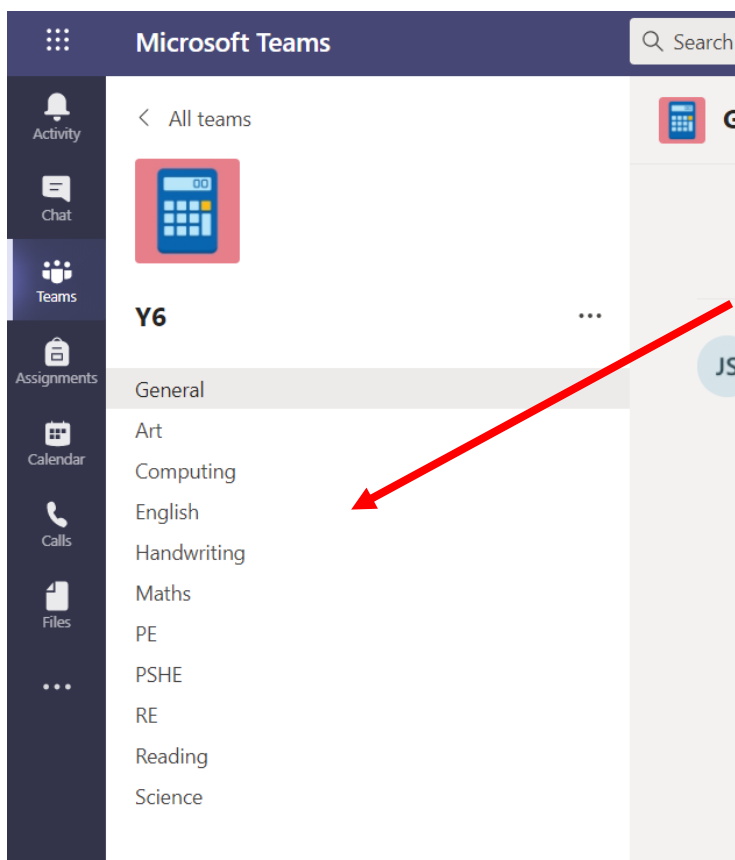 Microsoft Teams
Search
Activity
Chat
Teams
Assignments
Calendar
Calls
Files
All teams
00
Y6
General
Art
Computing
English
Handwriting
Maths
PE
PSHE
RE
Reading
Science
G
JS